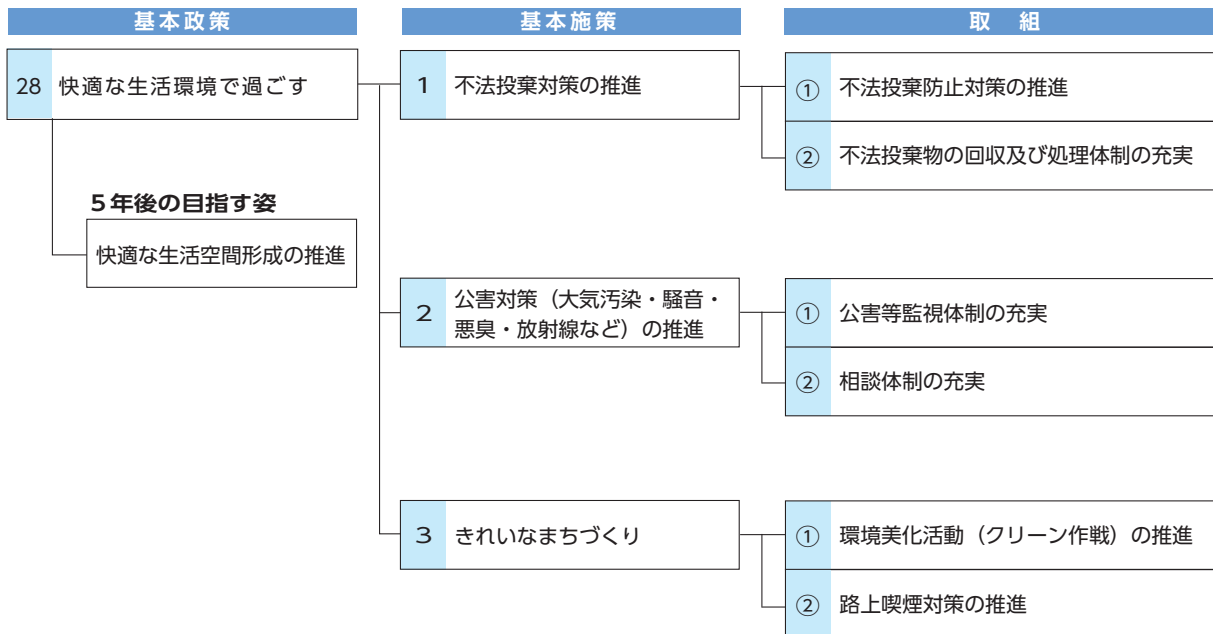 基本政策
基本施策
取　組
28 快適な生活環境で過ごす
5年後の目指す姿
快適な生活空間形成の推進
1 不法投棄対策の推進
① 不法投棄防止対策の推進
② 不法投棄物の回収及び処理体制の充実
2 公害対策（大気汚染・騒音・
悪臭・放射線など）の推進
① 公害等監視体制の充実
② 相談体制の充実
3 きれいなまちづくり
① 環境美化活動（クリーン作戦）の推進
② 路上喫煙対策の推進